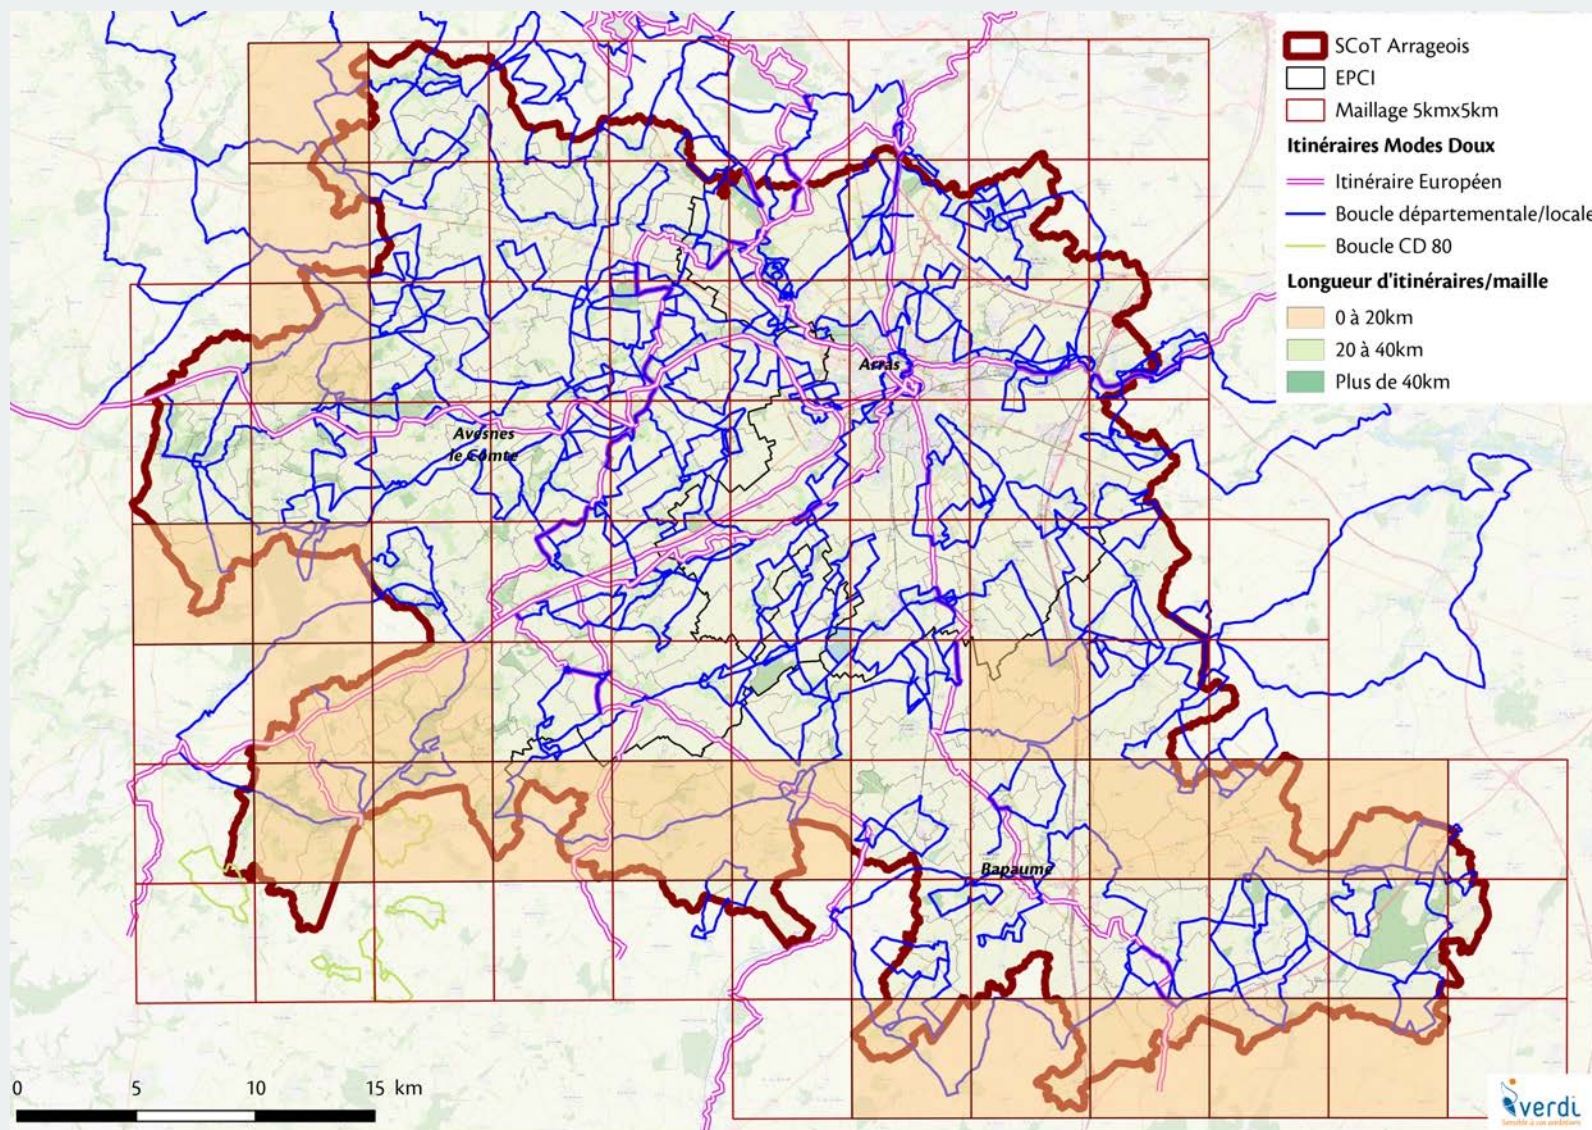 SCoT Arrageois
EPCI
Maillage 5kmx5km
Itinéraires Modes Doux
Itinéraire Européen
Boucle départementale/locale
Boucle CD 80
Longueur d'itinéraires/maille
0 à 20km
20 à 40km
Plus de 40km
Arras
Avesnes
le Comte
Bapaume
0 5 10 15 km
verdi